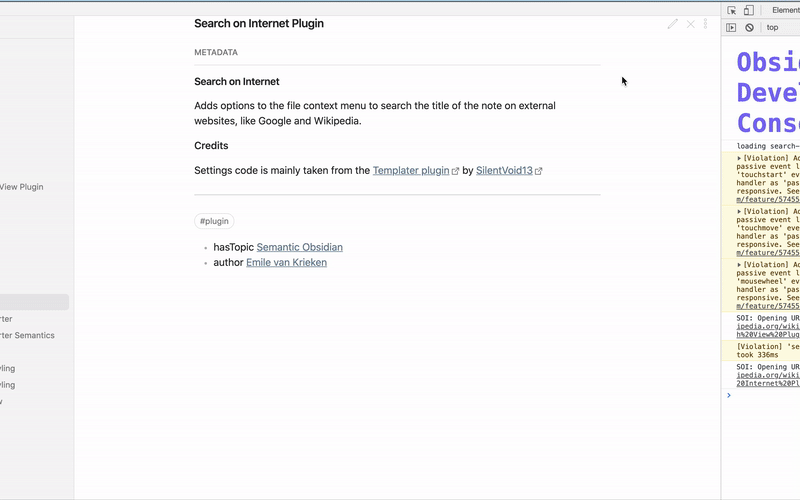 View Plugin
rter
rter Semantics
ling
ling
Search on Internet Plugin
METADATA
Search on Internet
Adds options to the file context menu to search the title of the note on external
websites, like Google and Wikipedia.
Credits
Settings code is mainly taken from the Templater plugin by SilentVoid13
#plugin
hasTopic Semantic Obsidian
author Emile van Krieken
Element
top
Obsi
Deve
Cons
loading search-
[Violation] Ad
passive event l
'touchstart' ev
handler as 'pas
responsive. See
m/feature/57455
[Violation] Ad
passive event l
'touchmove' eve
handler as 'pas
responsive. See
m/feature/57455
[Violation] Ad
passive event l
'mousewheel' ev
handler as 'pas
responsive. See
m/feature/57455
SOI: Opening UR
ipedia.org/wiki
h%20View%20Plug
[Violation] 'se
took 336ms
SOI: Opening UR
ipedia.org/wiki
20Internet%20Pl